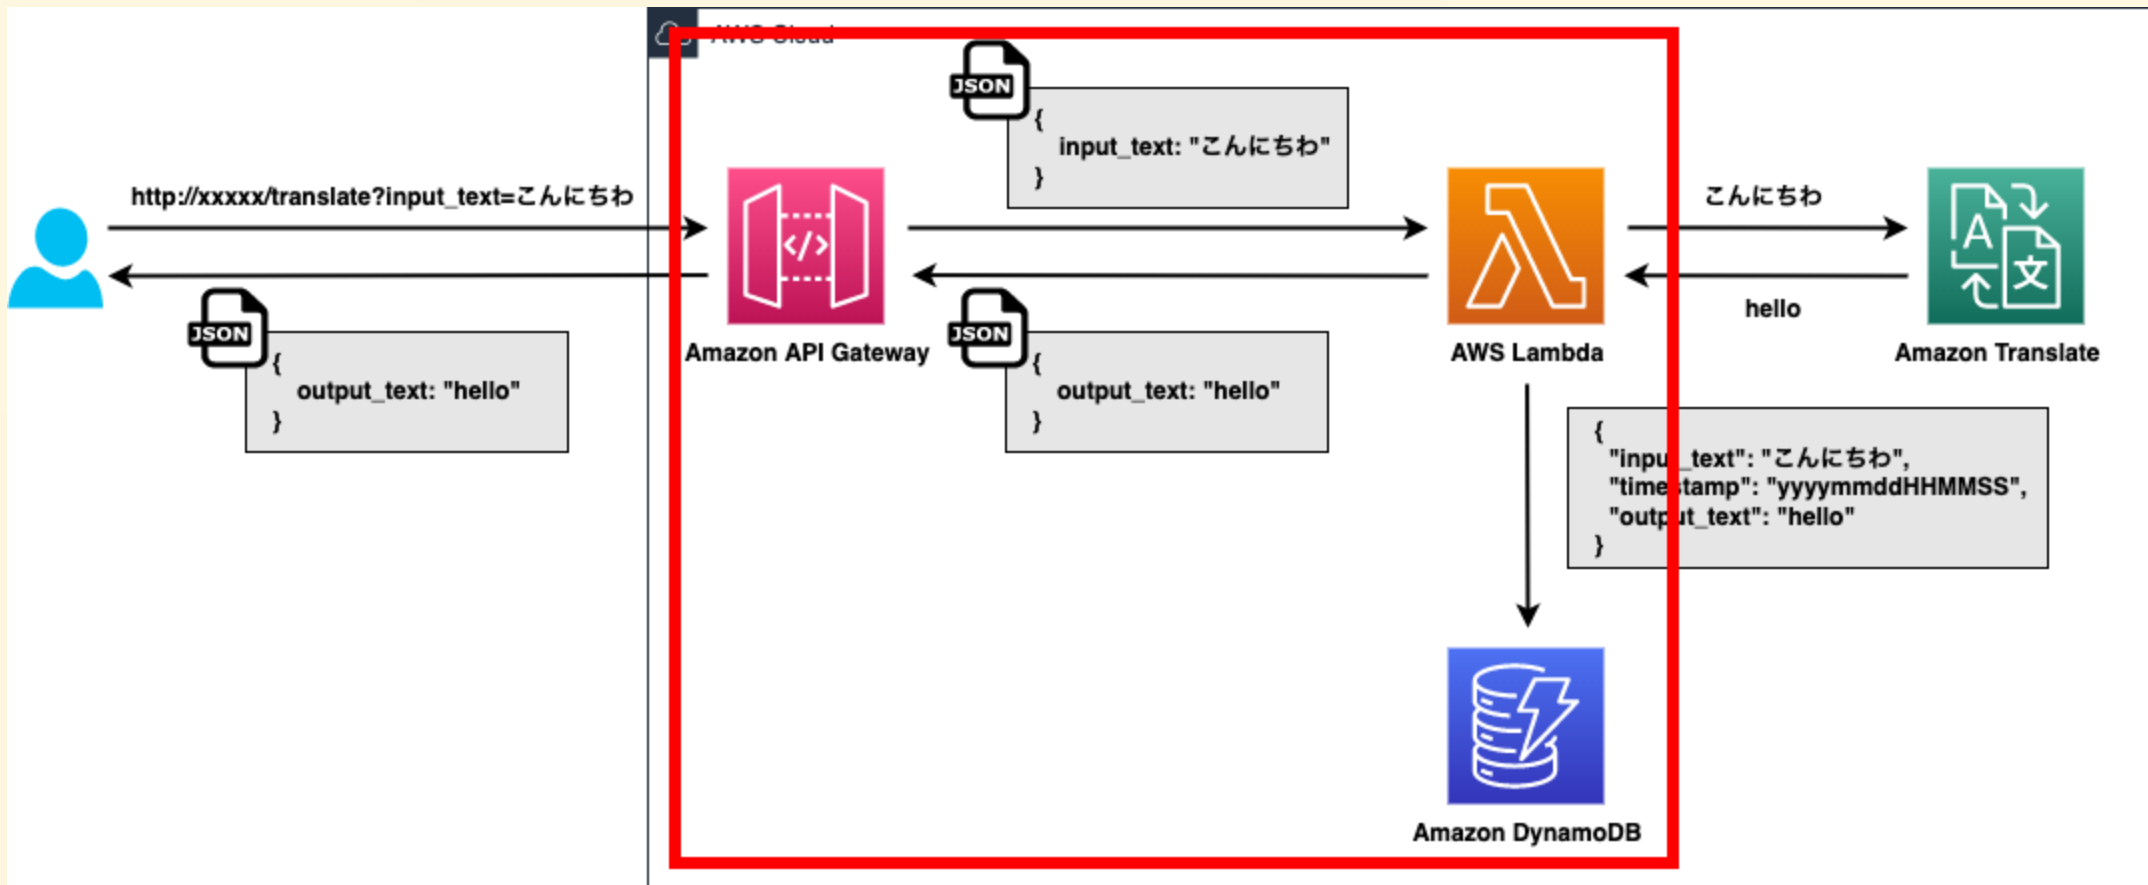 AWS Cloud
JSON
{
input_text: "こんにちわ"
}
http://xxxxx/translate?input_text=こんにちわ
こんにちわ
hello
Amazon API Gateway
AWS Lambda
Amazon Translate
JSON
{
output_text: "hello"
}
JSON
{
output_text: "hello"
}
{
"input_text": "こんにちわ",
"timestamp": "yyyymmddHHMMSS",
"output_text": "hello"
}
Amazon DynamoDB